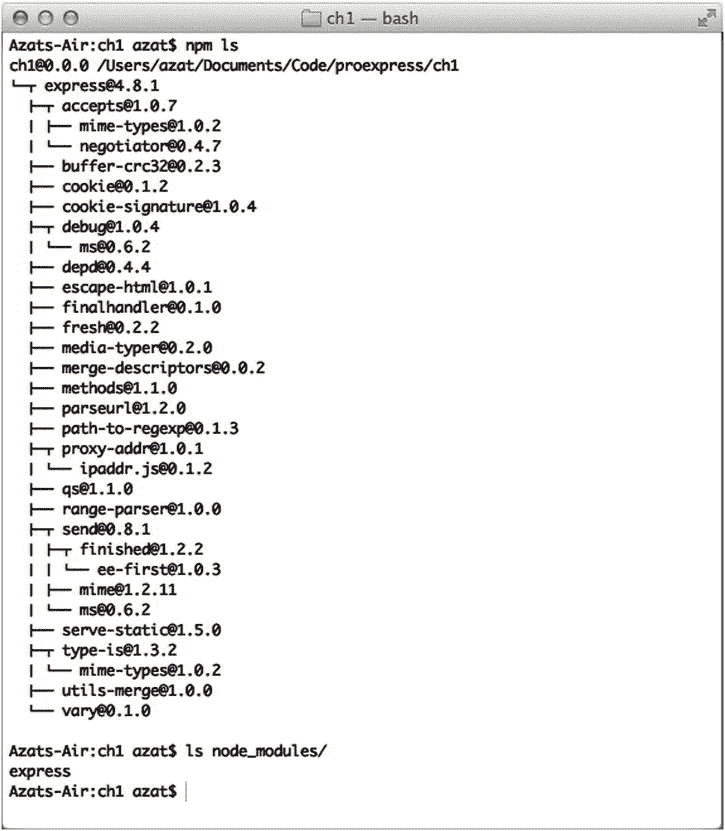 ch1 — bash
Azats-Air:ch1 azat$ npm ls
ch1@0.0.0 /Users/azat/Documents/Code/proexpress/ch1
└─┬ express@4.8.1
  ├─┬ accepts@1.0.7
  │ ├── mime-types@1.0.2
  │ └── negotiator@0.4.7
  ├── buffer-crc32@0.2.3
  ├── cookie@0.1.2
  ├── cookie-signature@1.0.4
  ├─┬ debug@1.0.4
  │ └── ms@0.6.2
  ├── depd@0.4.4
  ├── escape-html@1.0.1
  ├── finalhandler@0.1.0
  ├── fresh@0.2.2
  ├── media-typer@0.2.0
  ├── merge-descriptors@0.0.2
  ├── methods@1.1.0
  ├── parseurl@1.2.0
  ├── path-to-regexp@0.1.3
  ├─┬ proxy-addr@1.0.1
  │ └── ipaddr.js@0.1.2
  ├── qs@1.1.0
  ├── range-parser@1.0.0
  ├─┬ send@0.8.1
  │ ├─┬ finished@1.2.2
  │ │ └── ee-first@1.0.3
  │ ├── mime@1.2.11
  │ └── ms@0.6.2
  ├── serve-static@1.5.0
  ├─┬ type-is@1.3.2
  │ └── mime-types@1.0.2
  ├── utils-merge@1.0.0
  └── vary@0.1.0
Azats-Air:ch1 azat$ ls node_modules/
express
Azats-Air:ch1 azat$